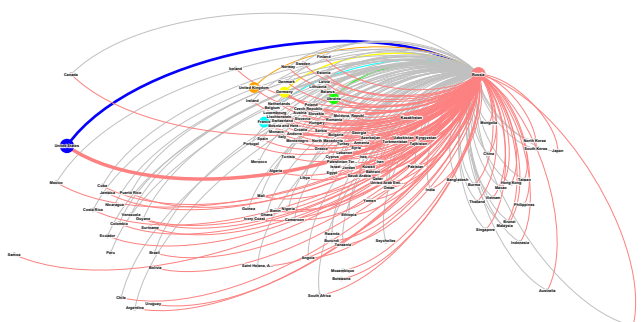 Finland
Sweden
Norway
Iceland
Estonia
Russia
Canada
Latvia
Lithuania
United Kingdom
Germany
Belarus
Ukraine
Ireland
Netherlands
Belgium
Poland
Czech Republic
Luxembourg
Slovakia
Liechtenstein
Moldova, Republ
Kazakhstan
France
Switzerland
Slovenia
Romania
Hungary
Monaco
Croatia
Serbia
Andorra
Italy
Bulgaria
Georgia
Mongolia
Spain
Portugal
Montenegro
North Macedonia
Azerbaijan
Uzbekistan
Kyrgyzstan
Turkmenistan
Tajikistan
Armenia
Turkey
Greece
Syria
North Korea
South Korea
Japan
United States
Lebanon
Cyprus
China
Tunisia
Morocco
Palestinian Ter...
Iraq
Iran
Israel
Jordan
Kuwait
Pakistan
Algeria
Egypt
Bahrain
Libya
Saudi Arabia
Qatar
United Arab Emi...
Oman
Mexico
Cuba
Jamaica
Puerto Rico
India
Bangladesh
Burma
Hong Kong
Macao
Taiwan
Mali
Yemen
Vietnam
Thailand
Philippines
Nicaragua
Costa Rica
Venezuela
Guyana
Colombia
Suriname
Guinea
Benin
Nigeria
Ghana
Ivory Coast
Cameroon
Ethiopia
Brunei
Malaysia
Singapore
Indonesia
Ecuador
Rwanda
Burundi
Tanzania
Seychelles
Samoa
Peru
Brazil
Angola
Bolivia
Saint Helena, A...
Mozambique
Botswana
Chile
Uruguay
Argentina
South Africa
Australia